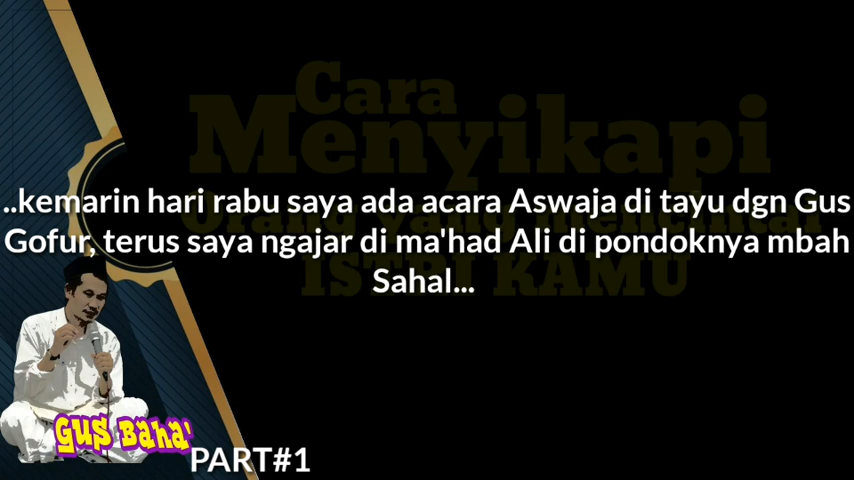 Cara
Menyikapi
..kemarin hari rabu saya ada acara Aswaja di tayu dgn Gus
Gofur, terus saya ngajar di ma'had Ali di pondoknya mbah
Sahal...
ISTRI KAMU
Gus Baha'
PART#1